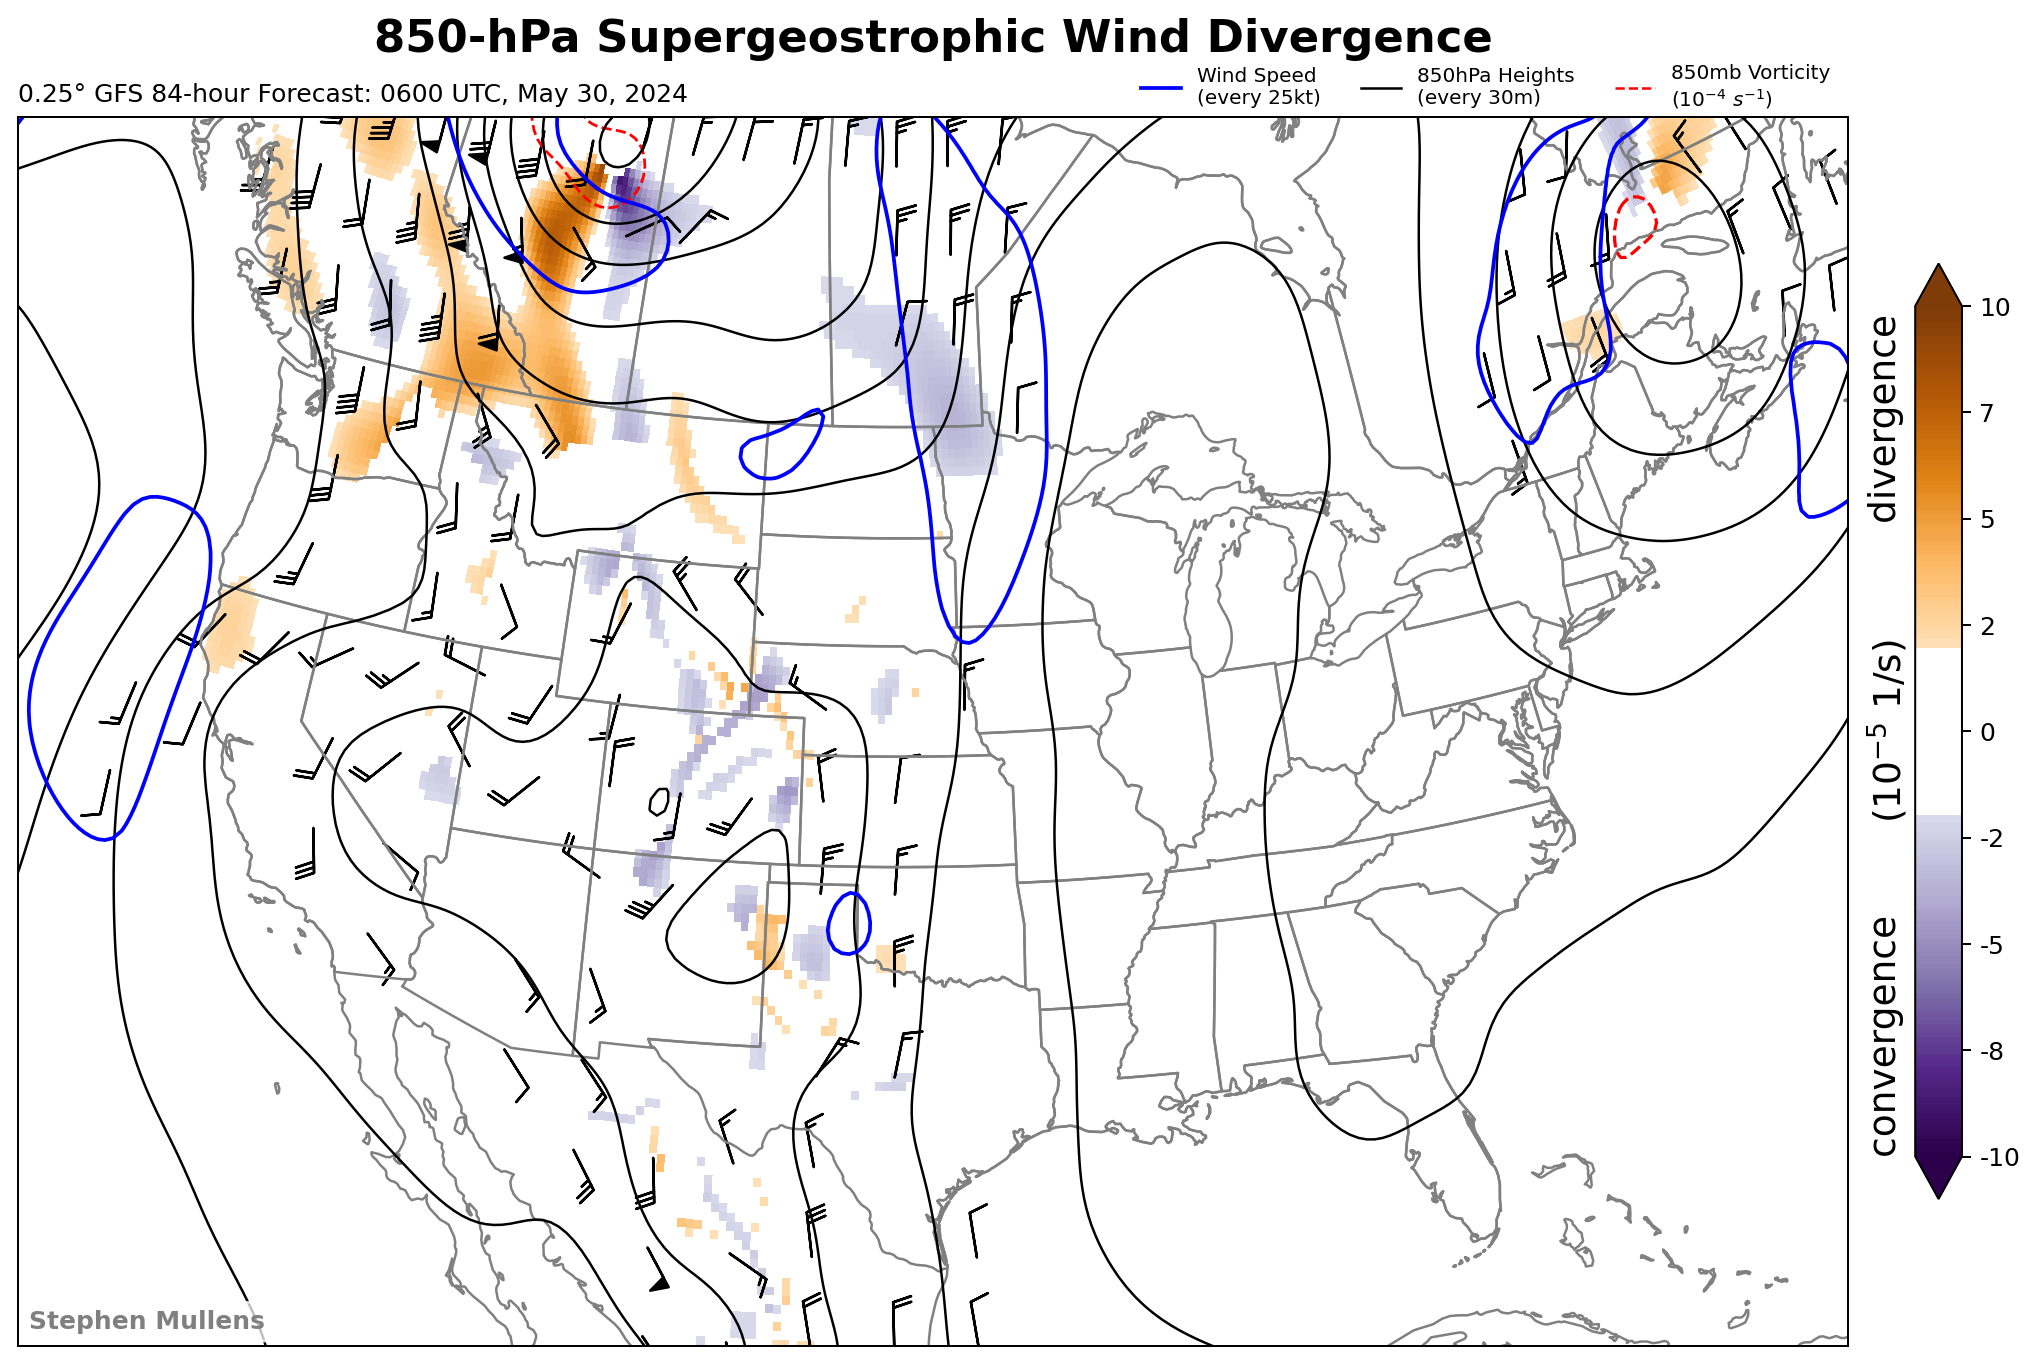 850-hPa Supergeostrophic Wind Divergence
0.25° GFS 84-hour Forecast: 0600 UTC, May 30, 2024
Wind Speed
(every 25kt)
850hPa Heights
(every 30m)
850mb Vorticity
(10⁻⁴ s⁻¹)
10
7
5
2
0
-2
-5
-8
-10
convergence (10⁻⁵ 1/s) divergence
Stephen Mullens